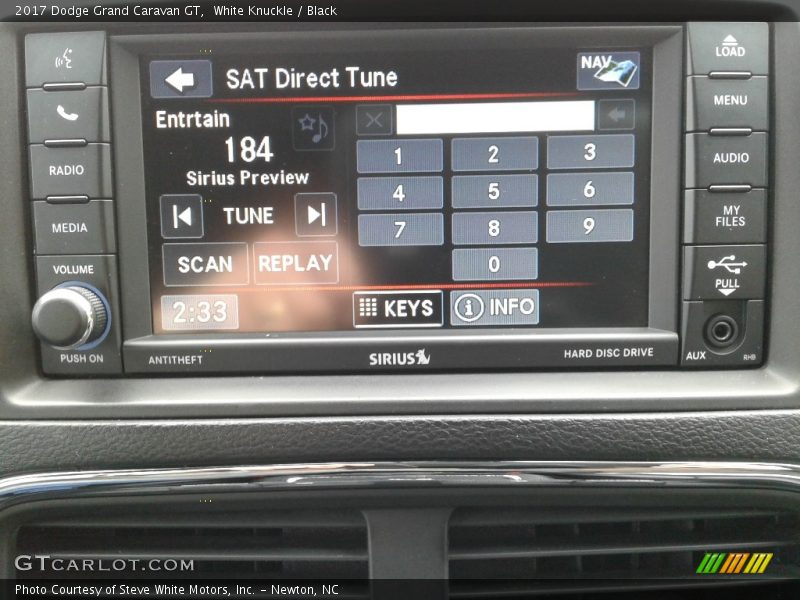 2017 Dodge Grand Caravan GT,  White Knuckle / Black
LOAD
MENU
AUDIO
MY
FILES
PULL
AUX
RHB
RADIO
MEDIA
VOLUME
PUSH ON
SAT Direct Tune
NAV
Entrtain
184
Sirius Preview
TUNE
SCAN
REPLAY
1 2 3
4 5 6
7 8 9
0
2:33
KEYS
i INFO
ANTITHEFT
SIRIUS
HARD DISC DRIVE
GTCARLOT.COM
Photo Courtesy of Steve White Motors, Inc. – Newton, NC